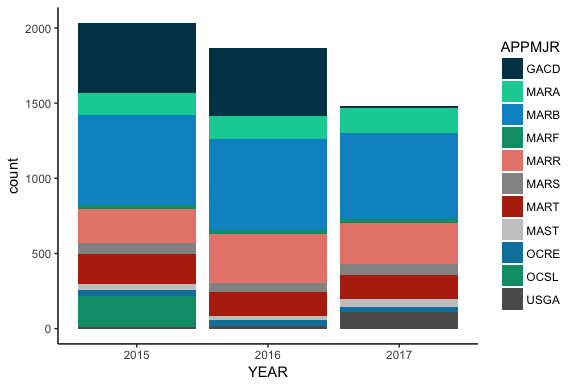 2000
1500
1000
500
0
count
2015 2016 2017
YEAR
APPMJR
GACD
MARA
MARB
MARF
MARR
MARS
MART
MAST
OCRE
OCSL
USGA